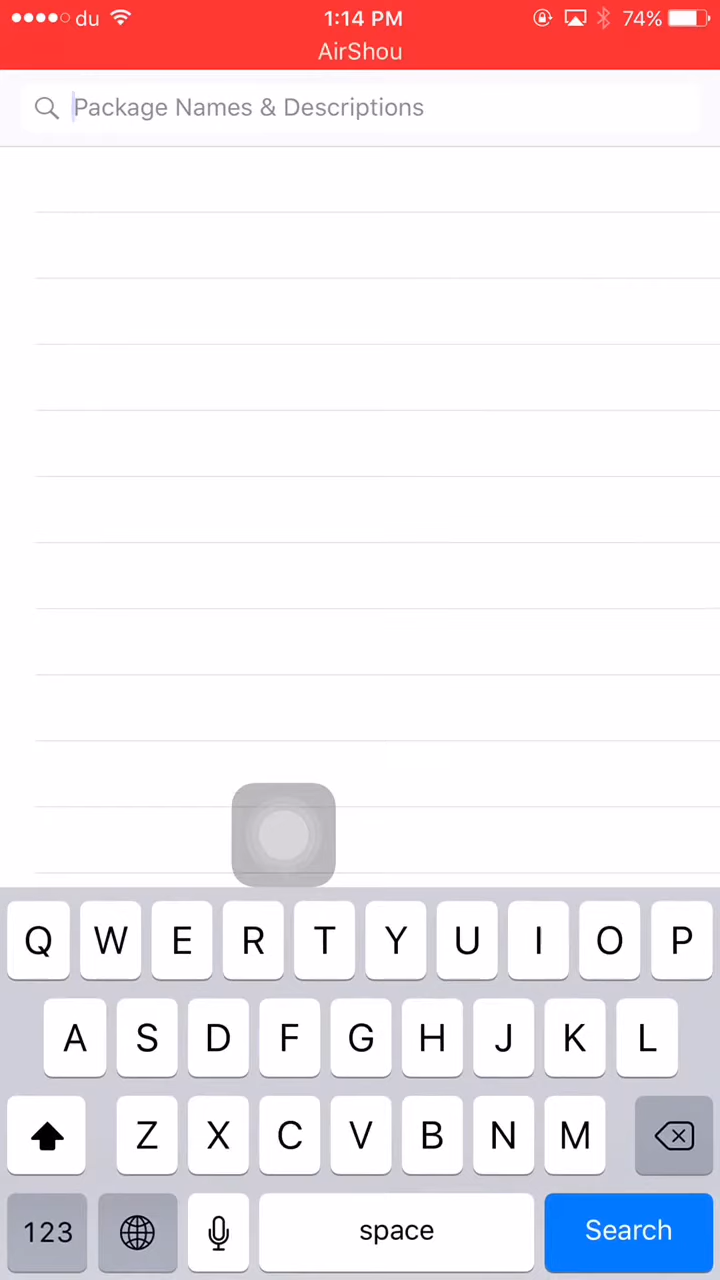 du 1:14 PM 74%
AirShou
Package Names & Descriptions
Q W E R T Y U I O P
A S D F G H J K L
Z X C V B N M
123 space Search